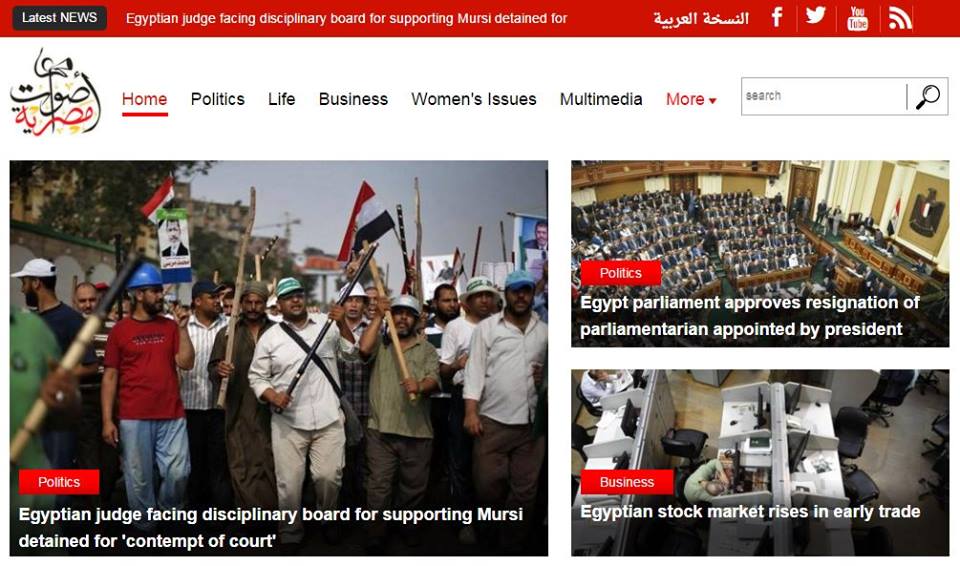 Latest NEWS
Egyptian judge facing disciplinary board for supporting Mursi detained for
النسخة العربية
You
Tube
أصوات
مصرية
Home
Politics
Life
Business
Women's Issues
Multimedia
More
search
Politics
Egyptian judge facing disciplinary board for supporting Mursi
detained for 'contempt of court'
Politics
Egypt parliament approves resignation of
parliamentarian appointed by president
Business
Egyptian stock market rises in early trade